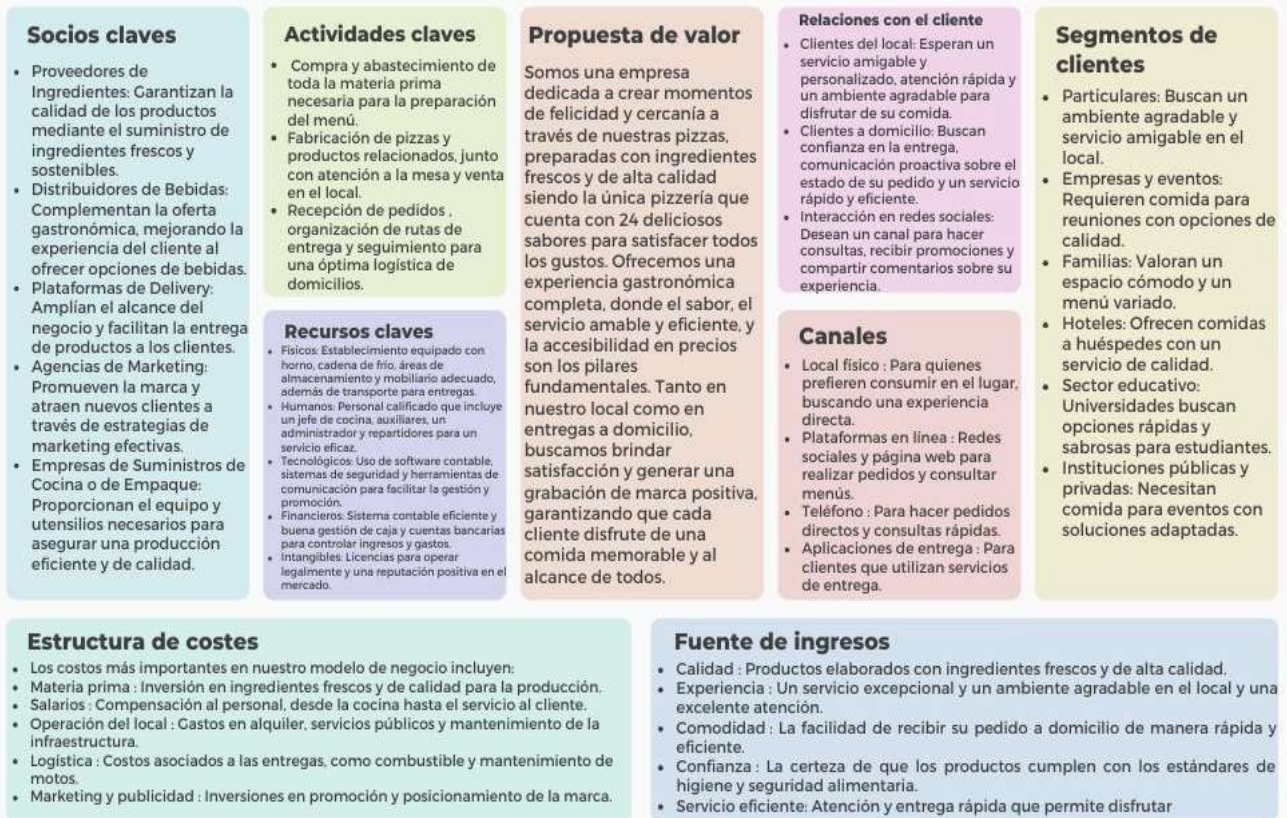 Socios claves
• Proveedores de
Ingredientes: Garantizan la
calidad de los productos
mediante el suministro de
ingredientes frescos y
sostenibles.
• Distribuidores de Bebidas:
Complementan la oferta
gastronómica, mejorando la
experiencia del cliente al
ofrecer opciones de bebidas.
• Plataformas de Delivery:
Amplían el alcance del
negocio y facilitan la entrega
de productos a los clientes.
• Agencias de Marketing:
Promueven la marca y
atraen nuevos clientes a
través de estrategias de
marketing efectivas.
• Empresas de Suministros de
Cocina o de Empaque:
Proporcionan el equipo y
utensilios necesarios para
asegurar una producción
eficiente y de calidad.
Actividades claves
• Compra y abastecimiento de
toda la materia prima
necesaria para la preparación
del menú.
• Fabricación de pizzas y
productos relacionados, junto
con atención a la mesa y venta
en el local.
• Recepción de pedidos ,
organización de rutas de
entrega y seguimiento para
una óptima logística de
domicilios.
Recursos claves
• Físicos: Establecimiento equipado con
horno, cadena de frío, áreas de
almacenamiento y mobiliario adecuado,
además de transporte para entregas.
• Humanos: Personal calificado que incluye
un jefe de cocina, auxiliares, un
administrador y repartidores para un
servicio eficaz.
• Tecnológicos: Uso de software contable,
sistemas de seguridad y herramientas de
comunicación para facilitar la gestión y
promoción.
• Financieros: Sistema contable eficiente y
buena gestión de caja y cuentas bancarias
para controlar ingresos y gastos.
• Intangibles: Licencias para operar
legalmente y una reputación positiva en el
mercado.
Propuesta de valor
Somos una empresa
dedicada a crear momentos
de felicidad y cercanía a
través de nuestras pizzas,
preparadas con ingredientes
frescos y de alta calidad
siendo la única pizzería que
cuenta con 24 deliciosos
sabores para satisfacer todos
los gustos. Ofrecemos una
experiencia gastronómica
completa, donde el sabor, el
servicio amable y eficiente, y
la accesibilidad en precios
son los pilares
fundamentales. Tanto en
nuestro local como en
entregas a domicilio,
buscamos brindar
satisfacción y generar una
grabación de marca positiva,
garantizando que cada
cliente disfrute de una
comida memorable y al
alcance de todos.
Relaciones con el cliente
• Clientes del local: Esperan un
servicio amigable y
personalizado, atención rápida y
un ambiente agradable para
disfrutar de su comida.
• Clientes a domicilio: Buscan
confianza en la entrega,
comunicación proactiva sobre el
estado de su pedido y un servicio
rápido y eficiente.
• Interacción en redes sociales:
Desean un canal para hacer
consultas, recibir promociones y
compartir comentarios sobre su
experiencia.
Canales
• Local físico : Para quienes
prefieren consumir en el lugar,
buscando una experiencia
directa.
• Plataformas en línea : Redes
sociales y página web para
realizar pedidos y consultar
menús.
• Teléfono : Para hacer pedidos
directos y consultas rápidas.
• Aplicaciones de entrega : Para
clientes que utilizan servicios
de entrega.
Segmentos de
clientes
• Particulares: Buscan un
ambiente agradable y
servicio amigable en el
local.
• Empresas y eventos:
Requieren comida para
reuniones con opciones de
calidad.
• Familias: Valoran un
espacio cómodo y un
menú variado.
• Hoteles: Ofrecen comidas
a huéspedes con un
servicio de calidad.
• Sector educativo:
Universidades buscan
opciones rápidas y
sabrosas para estudiantes.
• Instituciones públicas y
privadas: Necesitan
comida para eventos con
soluciones adaptadas.
Estructura de costes
• Los costos más importantes en nuestro modelo de negocio incluyen:
• Materia prima : Inversión en ingredientes frescos y de calidad para la producción.
• Salarios : Compensación al personal, desde la cocina hasta el servicio al cliente.
• Operación del local : Gastos en alquiler, servicios públicos y mantenimiento de la
infraestructura.
• Logística : Costos asociados a las entregas, como combustible y mantenimiento de
motos.
• Marketing y publicidad : Inversiones en promoción y posicionamiento de la marca.
Fuente de ingresos
• Calidad : Productos elaborados con ingredientes frescos y de alta calidad.
• Experiencia : Un servicio excepcional y un ambiente agradable en el local y una
excelente atención.
• Comodidad : La facilidad de recibir su pedido a domicilio de manera rápida y
eficiente.
• Confianza : La certeza de que los productos cumplen con los estándares de
higiene y seguridad alimentaria.
• Servicio eficiente: Atención y entrega rápida que permite disfrutar